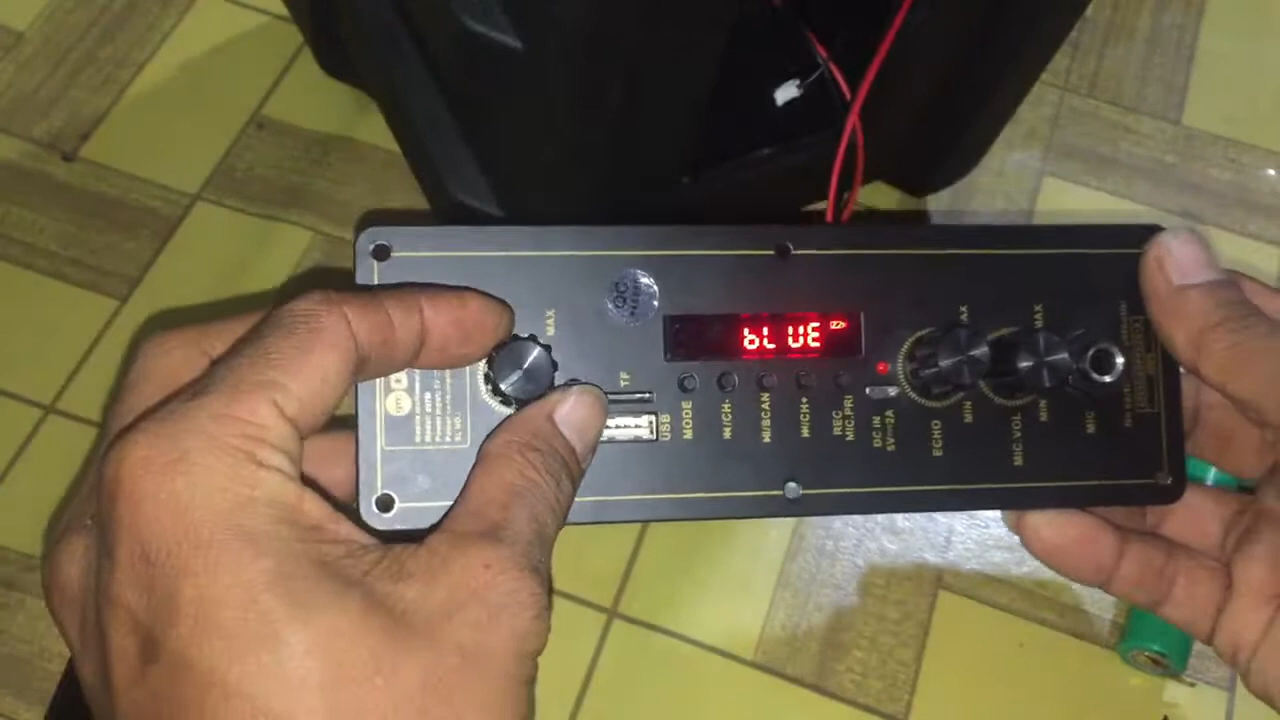 MAX
QC
bLUE
TF
USB
MODE
⏮/CH-
⏯/SCAN
⏭/CH+
REC
MIC.PRI
DC IN
5V⎓2A
MAX
MIN
ECHO
MAX
MIN
MIC.VOL
MIC